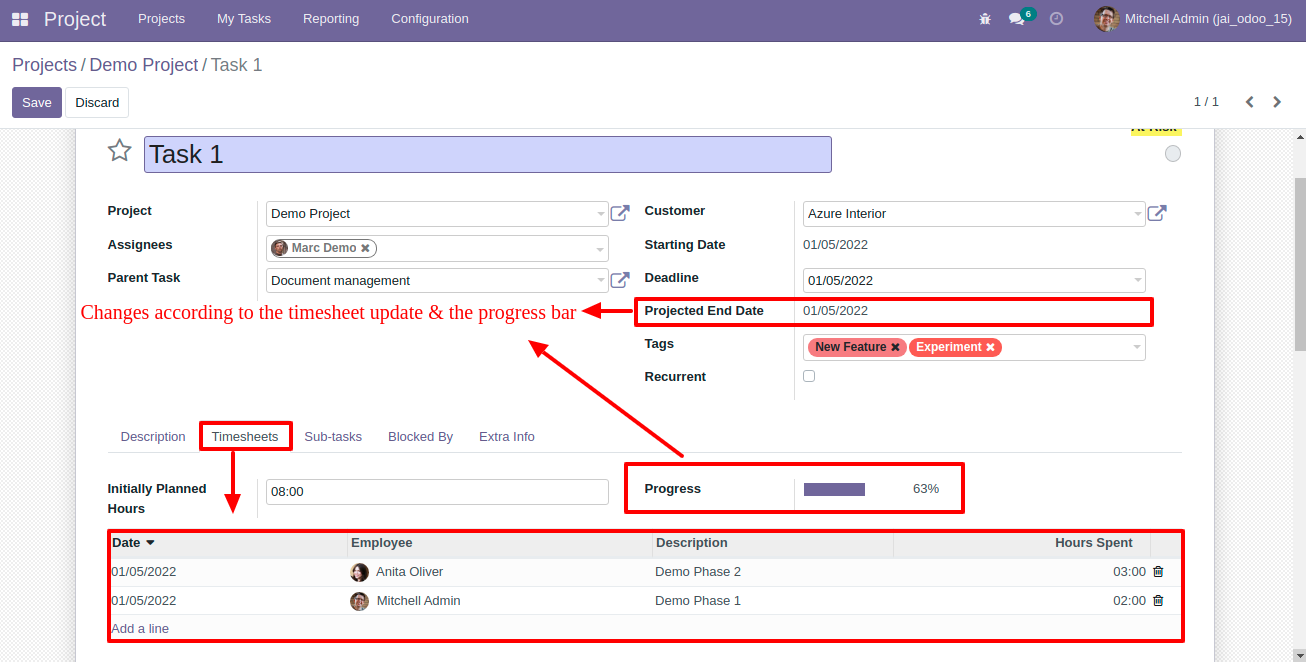 Project Projects My Tasks Reporting Configuration 6 Mitchell Admin (jai_odoo_15)
Projects / Demo Project / Task 1
Save Discard 1 / 1
At Risk
Task 1
Project Demo Project Customer Azure Interior
Assignees Marc Demo Starting Date 01/05/2022
Parent Task Document management Deadline 01/05/2022
Changes according to the timesheet update & the progress bar Projected End Date 01/05/2022
Tags New Feature Experiment
Recurrent
Description Timesheets Sub-tasks Blocked By Extra Info
Initially Planned Hours 08:00 Progress 63%
Date Employee Description Hours Spent
01/05/2022 Anita Oliver Demo Phase 2 03:00
01/05/2022 Mitchell Admin Demo Phase 1 02:00
Add a line